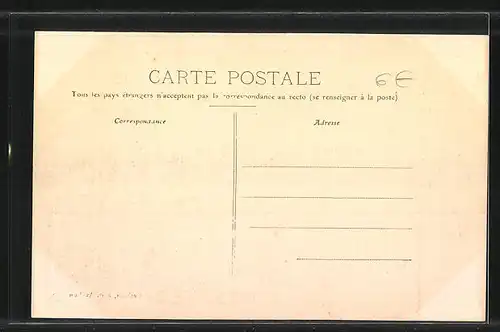 CARTE POSTALE
6€
Tous les pays étrangers n'acceptent pas la correspondance au recto (se renseigner à la poste)
Correspondance
Adresse